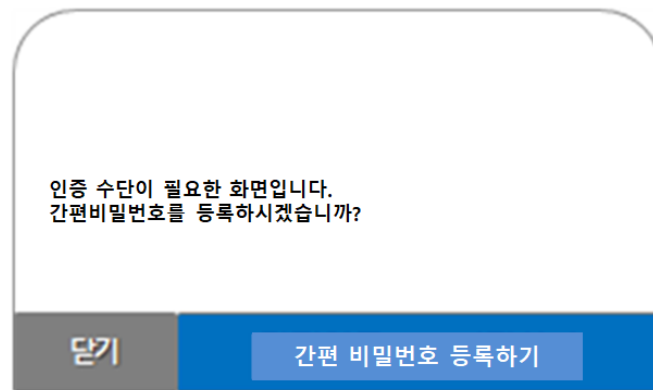 인증 수단이 필요한 화면입니다.
간편비밀번호를 등록하시겠습니까?
닫기
간편 비밀번호 등록하기